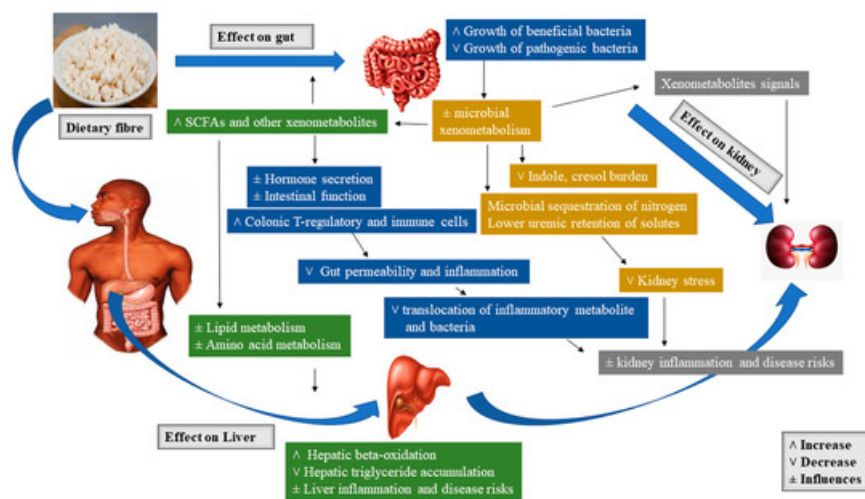 Effect on gut
˄ Growth of beneficial bacteria
˅ Growth of pathogenic bacteria
Xenometabolites signals
Dietary fibre
˄ SCFAs and other xenometabolites
± microbial
xenometabolism
Effect on kidney
± Hormone secretion
± Intestinal function
˅ Indole, cresol burden
˄ Colonic T-regulatory and immune cells
Microbial sequestration of nitrogen
Lower uremic retention of solutes
˅ Gut permeability and inflammation
˅ Kidney stress
˅ translocation of inflammatory metabolite
and bacteria
± Lipid metabolism
± Amino acid metabolism
± kidney inflammation and disease risks
Effect on Liver
˄ Hepatic beta-oxidation
˅ Hepatic triglyceride accumulation
± Liver inflammation and disease risks
˄ Increase
˅ Decrease
± Influences